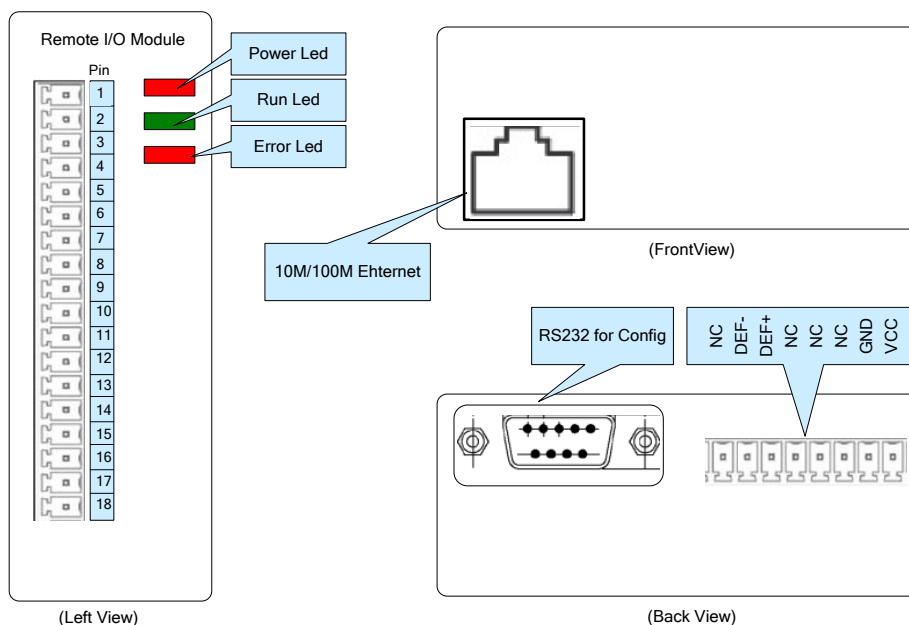 Remote I/O Module
Pin
1
2
3
4
5
6
7
8
9
10
11
12
13
14
15
16
17
18
Power Led
Run Led
Error Led
(Left View)
10M/100M Ehternet
(FrontView)
RS232 for Config
NC
DEF-
DEF+
NC
NC
NC
GND
VCC
(Back View)